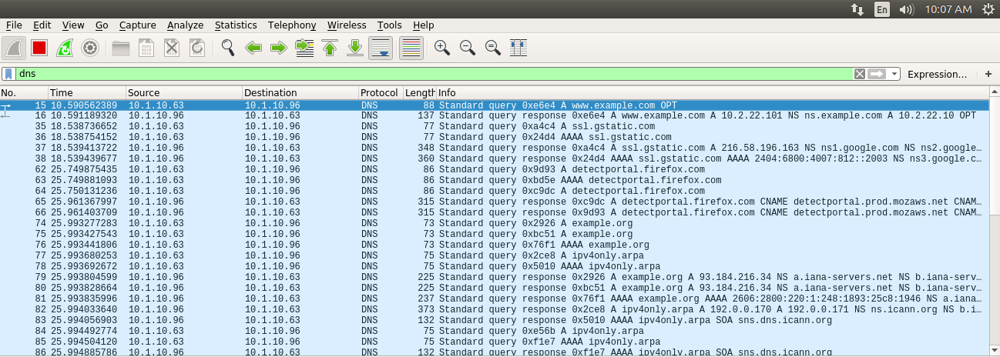 En 10:07 AM
File Edit View Go Capture Analyze Statistics Telephony Wireless Tools Help
dns Expression… +
No. Time Source Destination Protocol Length Info
15 10.590562389 10.1.10.63 10.1.10.96 DNS 88 Standard query 0xe6e4 A www.example.com OPT
16 10.591189320 10.1.10.96 10.1.10.63 DNS 137 Standard query response 0xe6e4 A www.example.com A 10.2.22.101 NS ns.example.com A 10.2.22.10 OPT
35 18.538736652 10.1.10.63 10.1.10.96 DNS 77 Standard query 0xa4c4 A ssl.gstatic.com
36 18.538754152 10.1.10.63 10.1.10.96 DNS 77 Standard query 0x24d4 AAAA ssl.gstatic.com
37 18.539413722 10.1.10.96 10.1.10.63 DNS 348 Standard query response 0xa4c4 A ssl.gstatic.com A 216.58.196.163 NS ns1.google.com NS ns2.google…
38 18.539439677 10.1.10.96 10.1.10.63 DNS 360 Standard query response 0x24d4 AAAA ssl.gstatic.com AAAA 2404:6800:4007:812::2003 NS ns3.google.c…
62 25.749875435 10.1.10.63 10.1.10.96 DNS 86 Standard query 0x9d93 A detectportal.firefox.com
63 25.749881093 10.1.10.63 10.1.10.96 DNS 86 Standard query 0xbd5e AAAA detectportal.firefox.com
64 25.750131236 10.1.10.63 10.1.10.96 DNS 86 Standard query 0xc9dc A detectportal.firefox.com
65 25.961367997 10.1.10.96 10.1.10.63 DNS 315 Standard query response 0xc9dc A detectportal.firefox.com CNAME detectportal.prod.mozaws.net CNAM…
66 25.961403709 10.1.10.96 10.1.10.63 DNS 315 Standard query response 0x9d93 A detectportal.firefox.com CNAME detectportal.prod.mozaws.net CNAM…
74 25.993277283 10.1.10.63 10.1.10.96 DNS 73 Standard query 0x2926 A example.org
75 25.993427543 10.1.10.63 10.1.10.96 DNS 73 Standard query 0xbc51 A example.org
76 25.993441806 10.1.10.63 10.1.10.96 DNS 73 Standard query 0x76f1 AAAA example.org
77 25.993680253 10.1.10.63 10.1.10.96 DNS 75 Standard query 0x2ce8 A ipv4only.arpa
78 25.993692672 10.1.10.63 10.1.10.96 DNS 75 Standard query 0x5010 AAAA ipv4only.arpa
79 25.993804599 10.1.10.96 10.1.10.63 DNS 225 Standard query response 0x2926 A example.org A 93.184.216.34 NS a.iana-servers.net NS b.iana-serv…
80 25.993828664 10.1.10.96 10.1.10.63 DNS 225 Standard query response 0xbc51 A example.org A 93.184.216.34 NS a.iana-servers.net NS b.iana-serv…
81 25.993835996 10.1.10.96 10.1.10.63 DNS 237 Standard query response 0x76f1 AAAA example.org AAAA 2606:2800:220:1:248:1893:25c8:1946 NS a.iana…
82 25.994033640 10.1.10.96 10.1.10.63 DNS 373 Standard query response 0x2ce8 A ipv4only.arpa A 192.0.0.170 A 192.0.0.171 NS ns.icann.org NS b.i…
83 25.994056903 10.1.10.96 10.1.10.63 DNS 132 Standard query response 0x5010 AAAA ipv4only.arpa SOA sns.dns.icann.org
84 25.994492774 10.1.10.63 10.1.10.96 DNS 75 Standard query 0xe56b A ipv4only.arpa
85 25.994504120 10.1.10.63 10.1.10.96 DNS 75 Standard query 0xf1e7 AAAA ipv4only.arpa
86 25.994885786 10.1.10.96 10.1.10.63 DNS 132 Standard query response 0xf1e7 AAAA ipv4only.arpa SOA sns.dns.icann.org